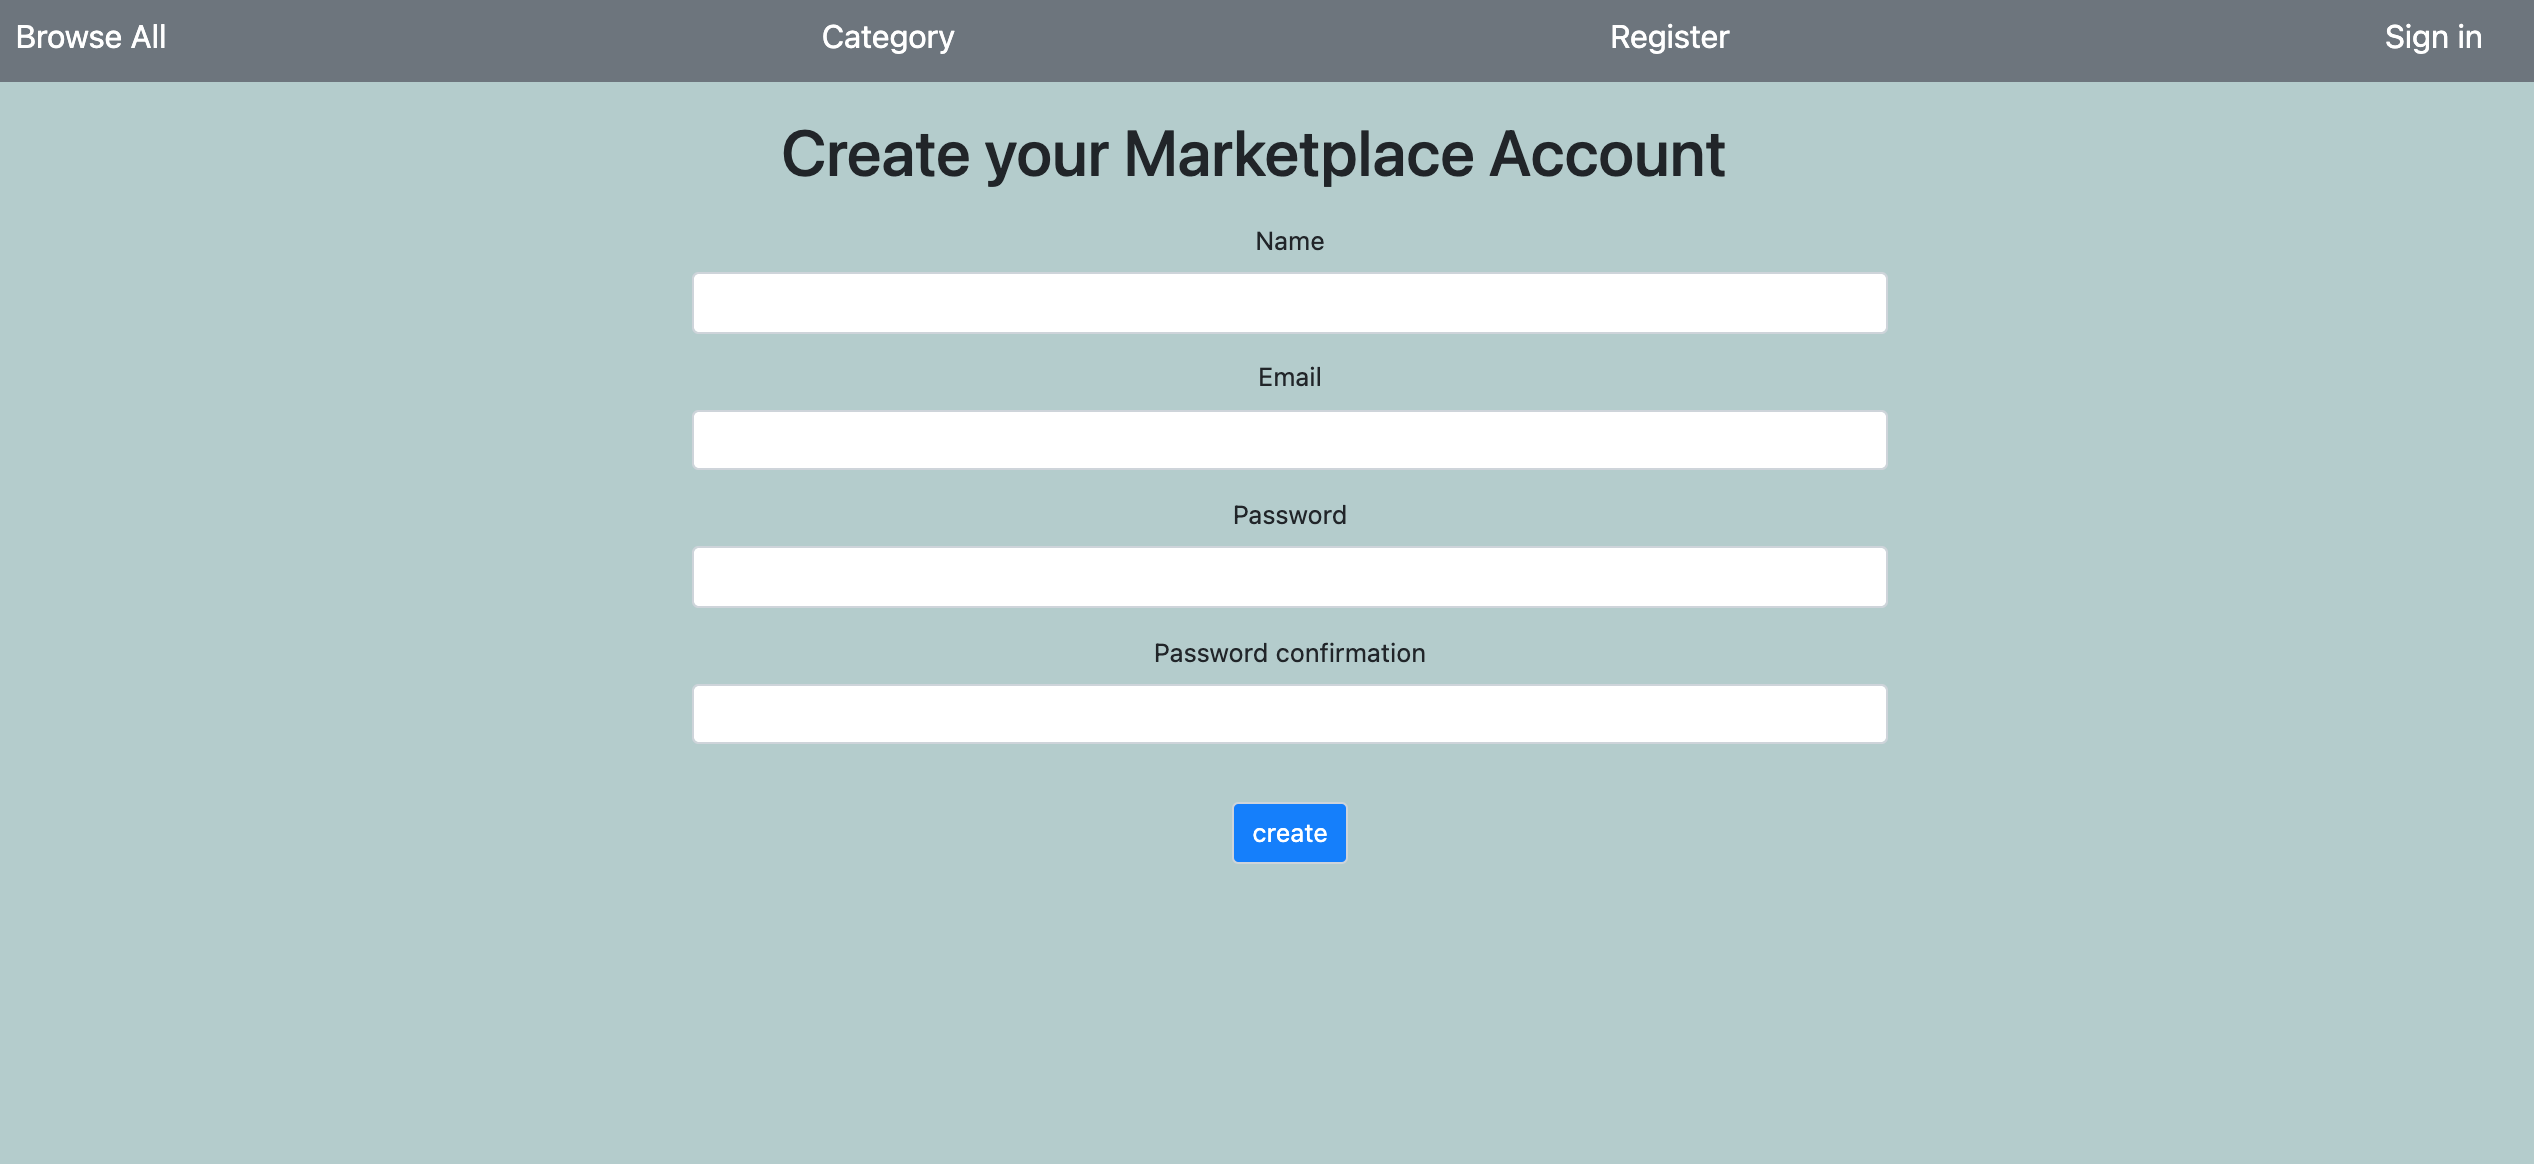 Browse All Category Register Sign in
Create your Marketplace Account
Name
Email
Password
Password confirmation
create